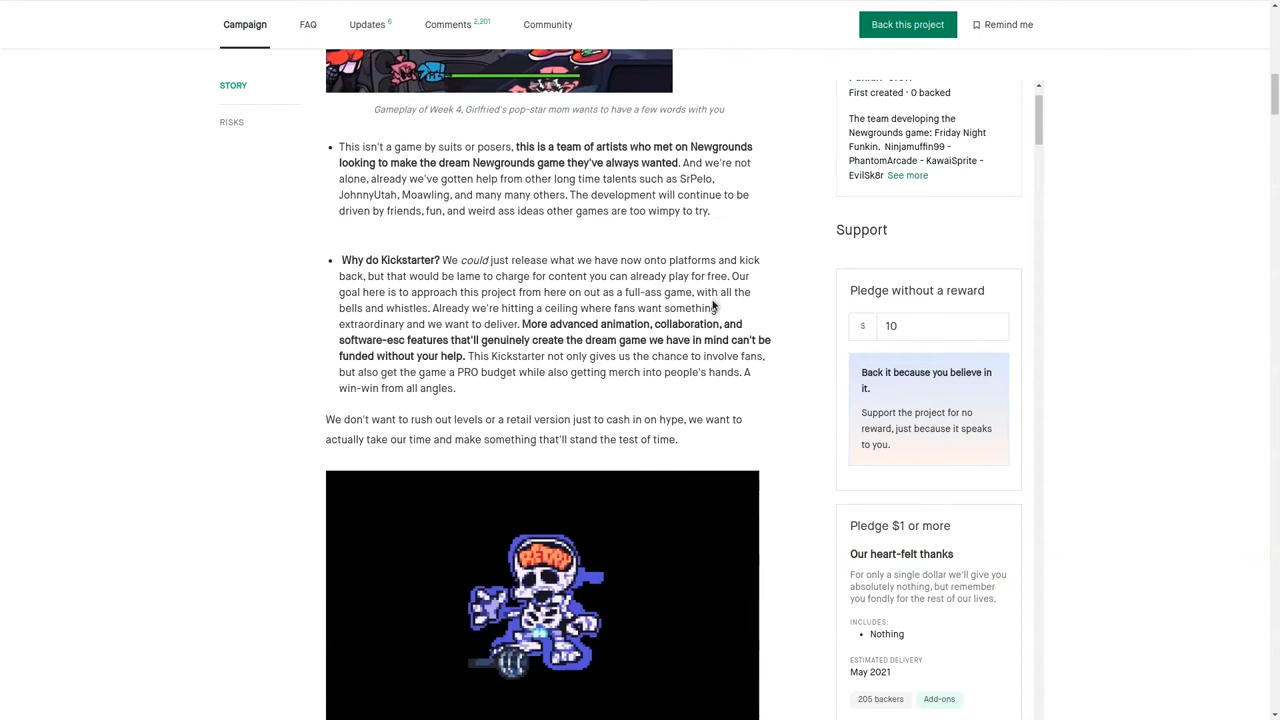 Campaign
FAQ
Updates 6
Comments 2,201
Community
Back this project
Remind me
STORY
RISKS
Gameplay of Week 4, Girlfried's pop-star mom wants to have a few words with you
This isn't a game by suits or posers, this is a team of artists who met on Newgrounds
looking to make the dream Newgrounds game they've always wanted. And we're not
alone, already we've gotten help from other long time talents such as SrPelo,
JohnnyUtah, Moawling, and many many others. The development will continue to be
driven by friends, fun, and weird ass ideas other games are too wimpy to try.
Why do Kickstarter? We could just release what we have now onto platforms and kick
back, but that would be lame to charge for content you can already play for free. Our
goal here is to approach this project from here on out as a full-ass game, with all the
bells and whistles. Already we're hitting a ceiling where fans want something
extraordinary and we want to deliver. More advanced animation, collaboration, and
software-esc features that'll genuinely create the dream game we have in mind can't be
funded without your help. This Kickstarter not only gives us the chance to involve fans,
but also get the game a PRO budget while also getting merch into people's hands. A
win-win from all angles.
We don't want to rush out levels or a retail version just to cash in on hype, we want to
actually take our time and make something that'll stand the test of time.
RETRY
First created · 0 backed
The team developing the
Newgrounds game: Friday Night
Funkin. Ninjamuffin99 -
PhantomArcade - KawaiSprite -
EvilSk8r See more
Support
Pledge without a reward
$ 10
Back it because you believe in
it.
Support the project for no
reward, just because it speaks
to you.
Pledge $1 or more
Our heart-felt thanks
For only a single dollar we'll give you
absolutely nothing, but remember
you fondly for the rest of our lives.
INCLUDES:
Nothing
ESTIMATED DELIVERY
May 2021
205 backers
Add-ons